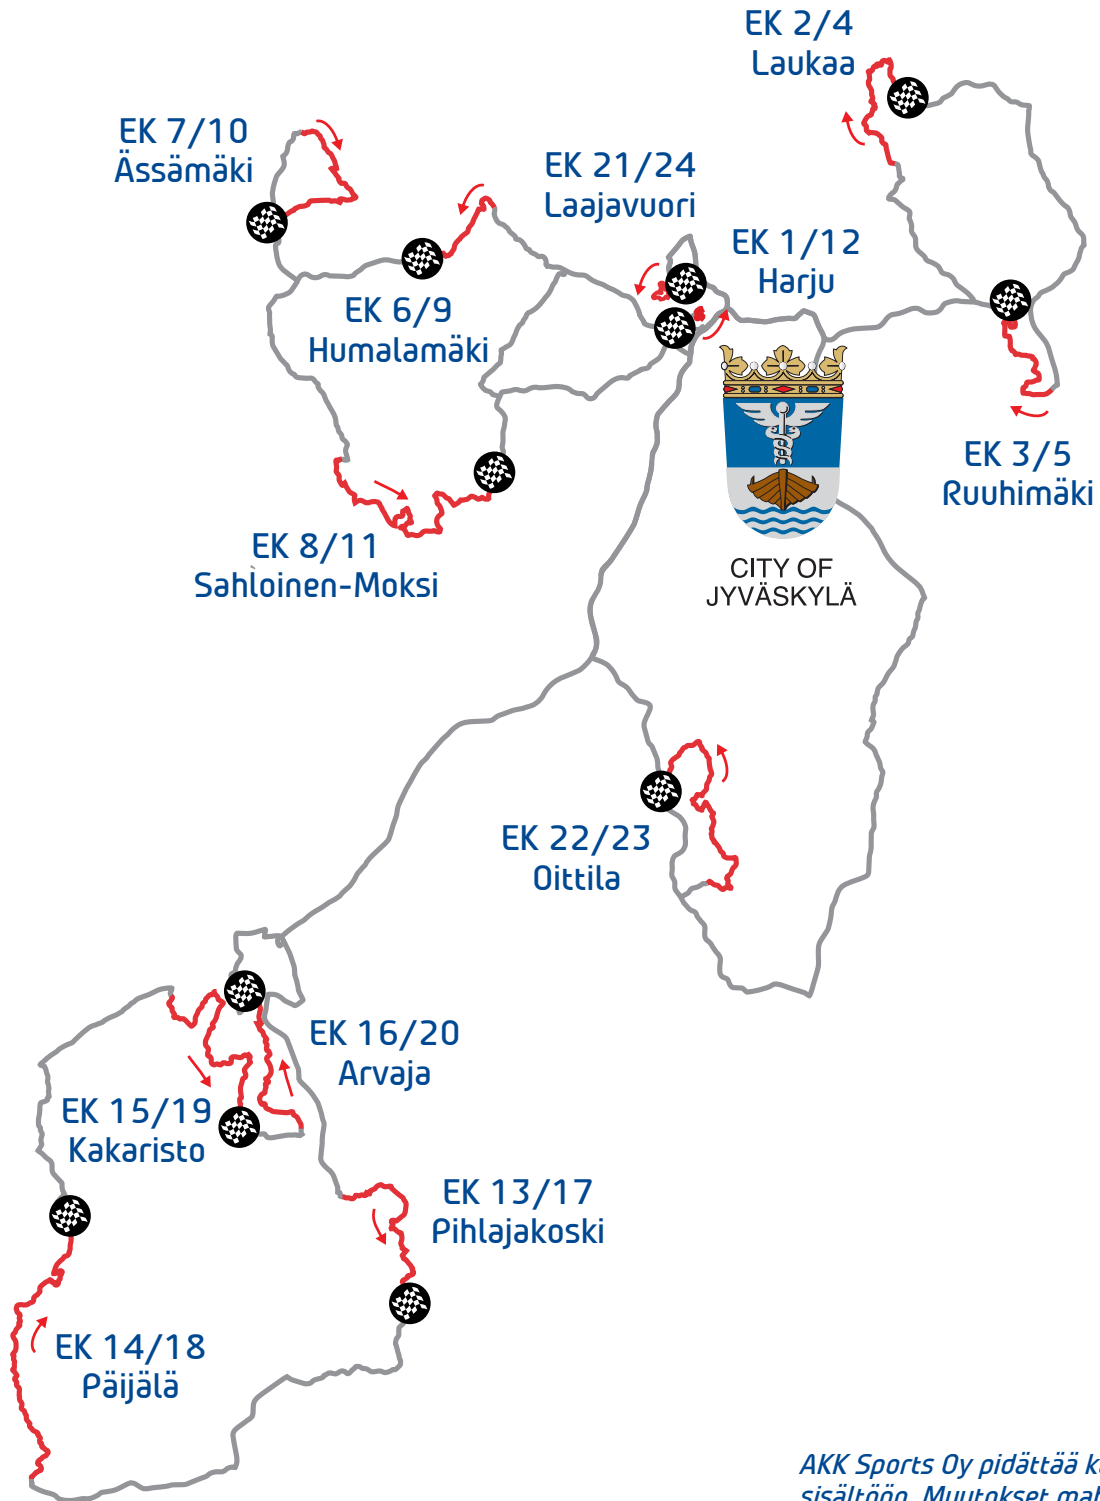 EK 2/4
Laukaa
EK 7/10
Ässämäki
EK 21/24
Laajavuori
EK 1/12
Harju
EK 6/9
Humalamäki
EK 3/5
Ruuhimäki
EK 8/11
Sahloinen-Moksi
CITY OF
JYVÄSKYLÄ
EK 22/23
Oittila
EK 16/20
Arvaja
EK 15/19
Kakaristo
EK 13/17
Pihlajakoski
EK 14/18
Päijälä
AKK Sports Oy pidättää
sisältöön. Muutokset